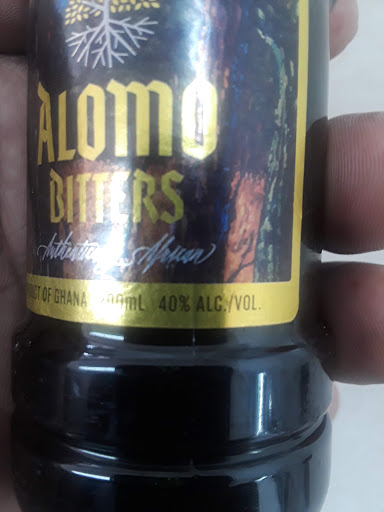 ALOMO
BITTERS
Authentic African
OF GHANA 40% ALC./VOL.